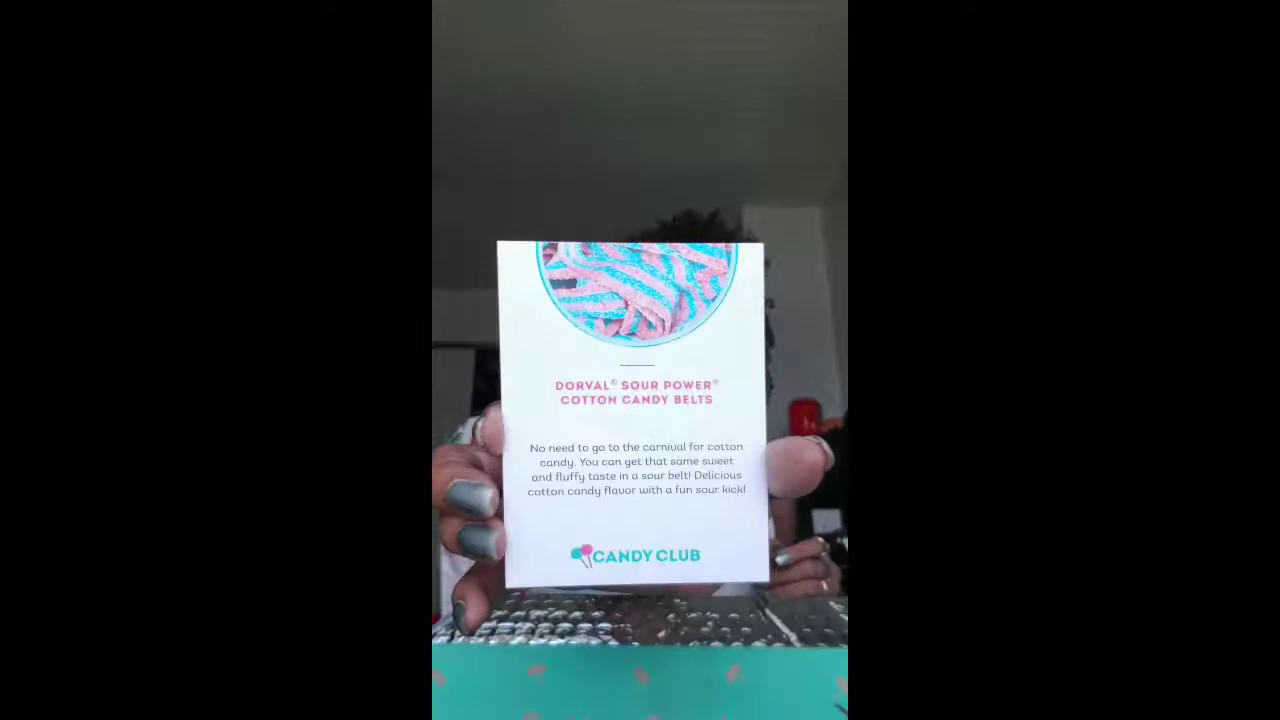 DORVAL® SOUR POWER®
COTTON CANDY BELTS
No need to go to the carnival for cotton
candy. You can get that same sweet
and fluffy taste in a sour belt! Delicious
cotton candy flavor with a fun sour kick!
CANDY CLUB